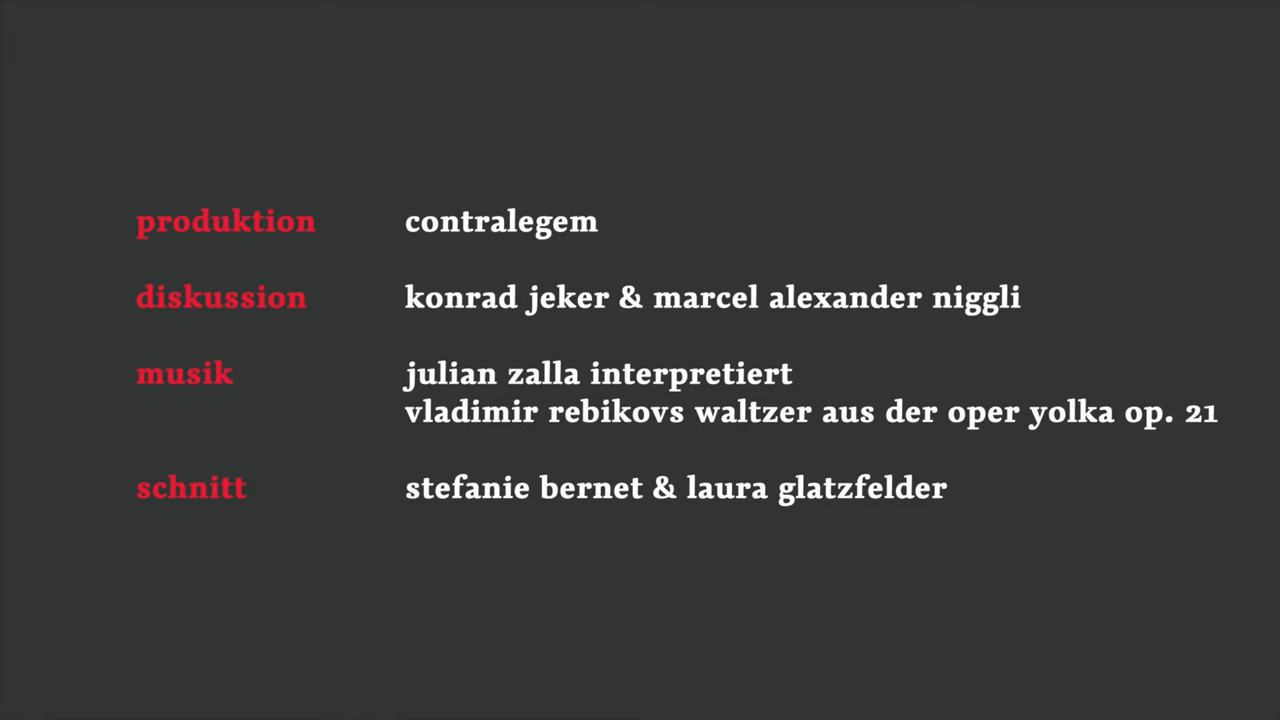 produktion contralegem
diskussion konrad jeker & marcel alexander niggli
musik julian zalla interpretiert
vladimir rebikovs waltzer aus der oper yolka op. 21
schnitt stefanie bernet & laura glatzfelder